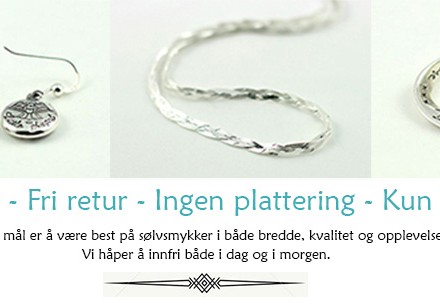 - Fri retur - Ingen plattering - Kun
mål er å være best på sølvsmykker i både bredde, kvalitet og opplevelse
Vi håper å innfri både i dag og i morgen.